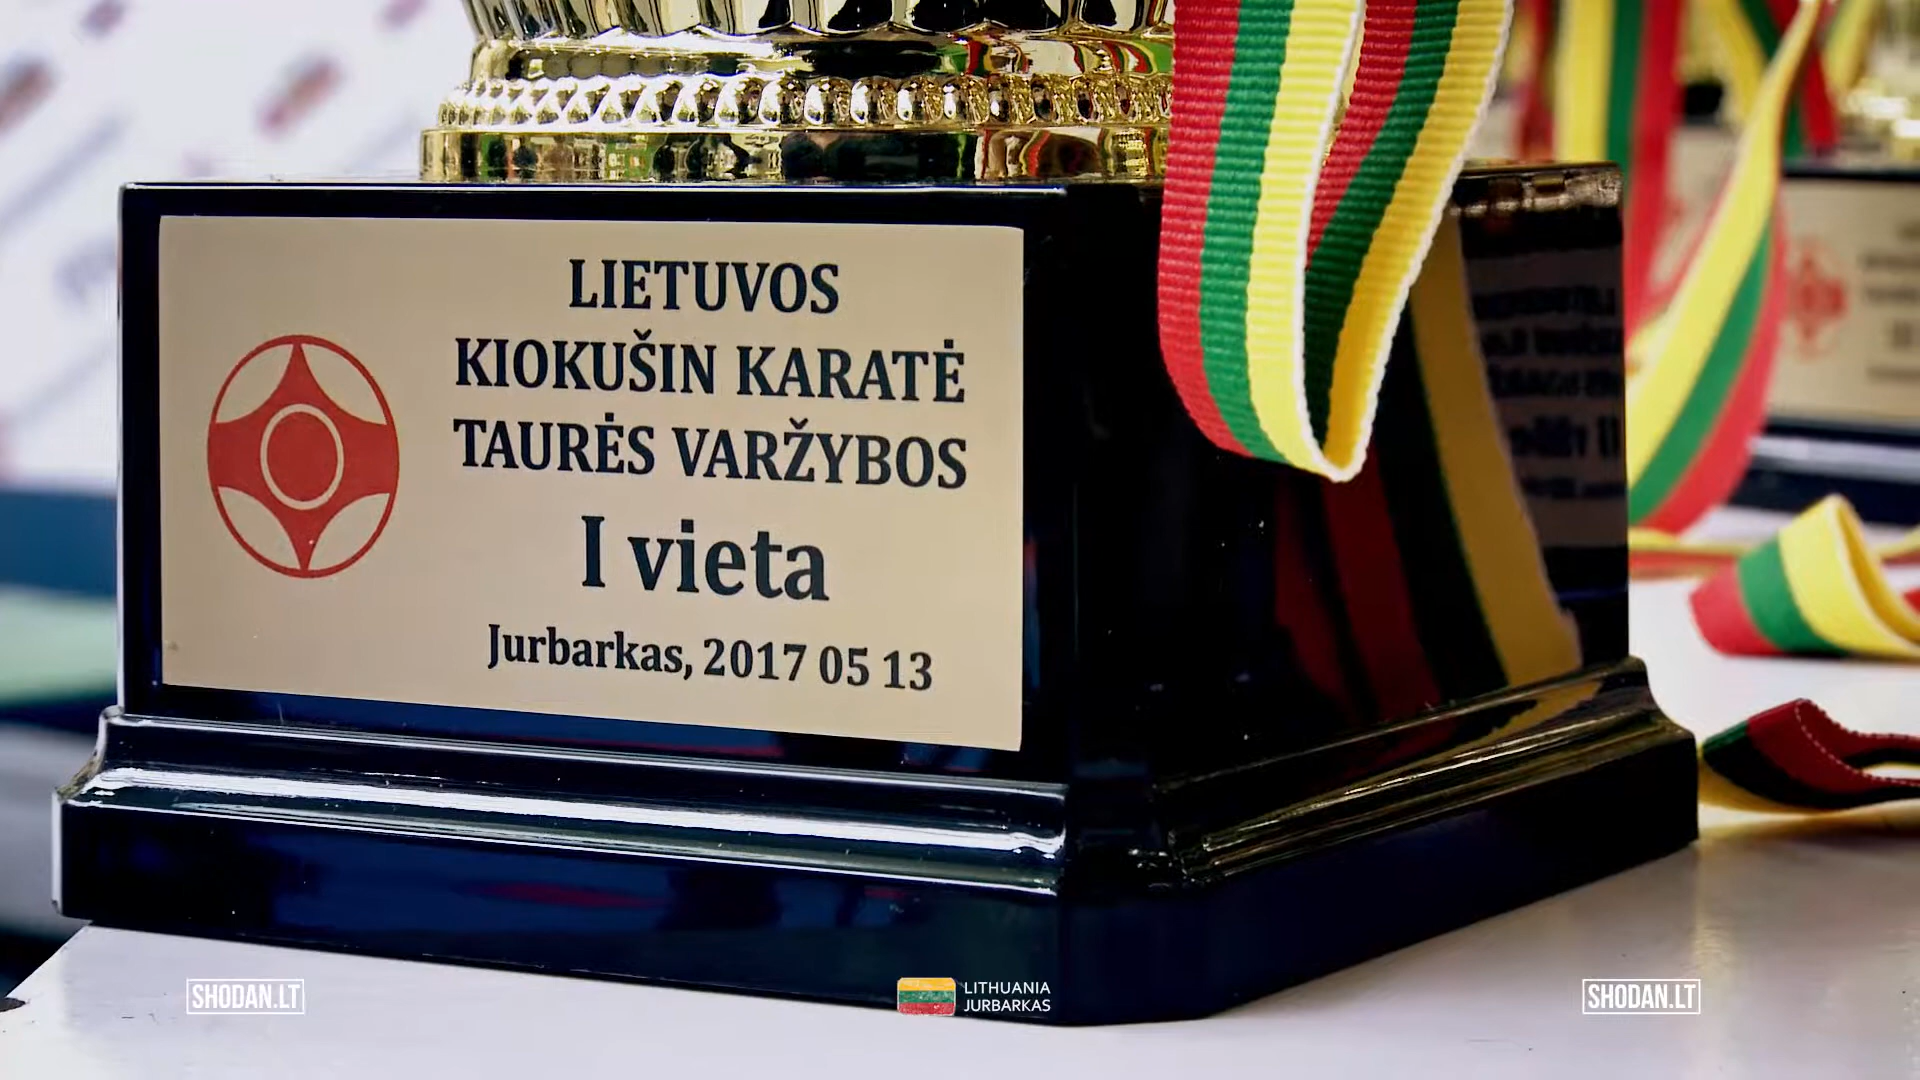 LIETUVOS
KIOKUŠIN KARATĖ
TAURĖS VARŽYBOS
I vieta
Jurbarkas, 2017 05 13
SHODAN.LT
LITHUANIA
JURBARKAS
SHODAN.LT